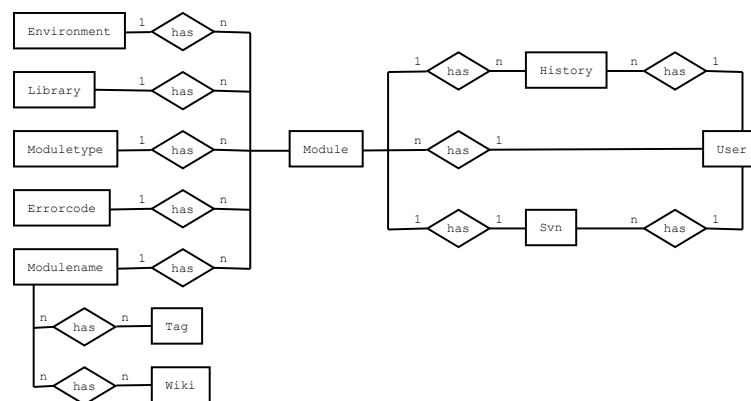 Environment 1 has n
Library 1 has n
Moduletype 1 has n
Errorcode 1 has n
Modulename 1 has n
n has n Tag
n has n Wiki
Module
1 has n History n has 1
n has 1 User
1 has 1 Svn n has 1